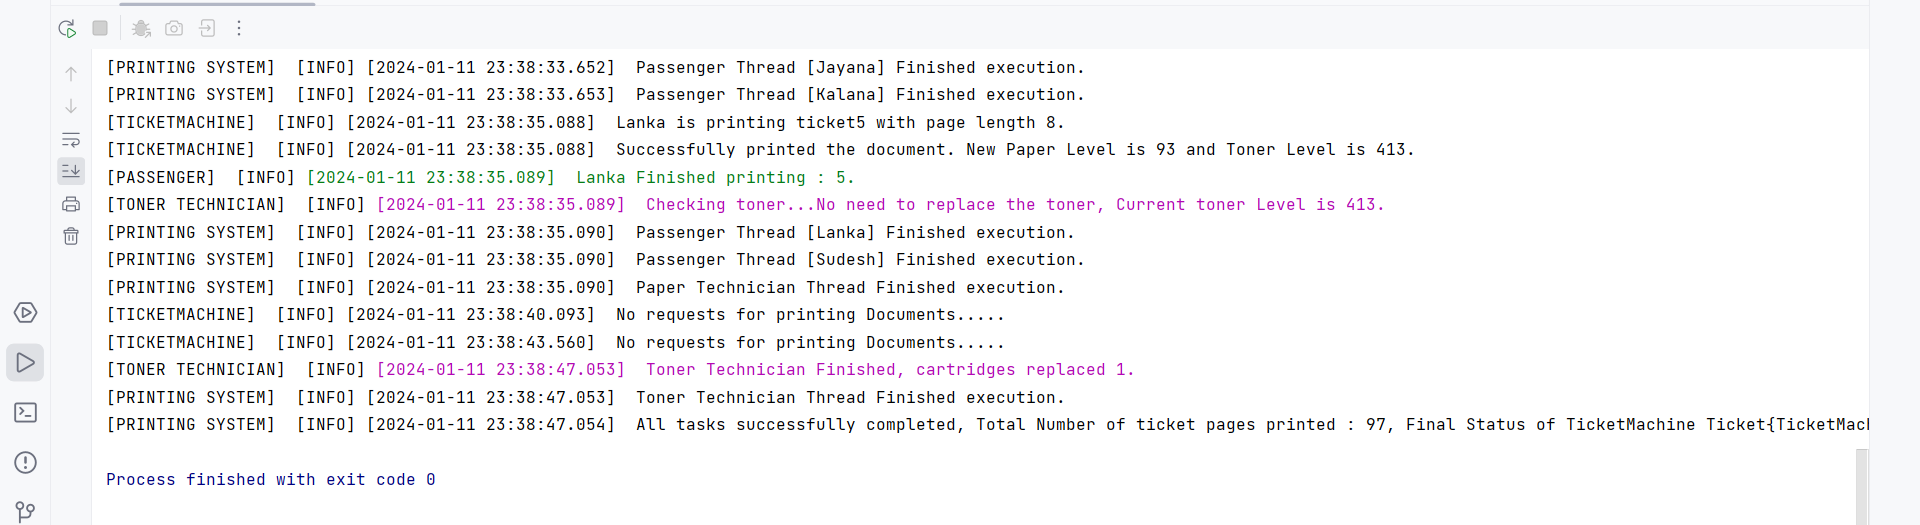 [PRINTING SYSTEM]  [INFO] [2024-01-11 23:38:33.652]  Passenger Thread [Jayana] Finished execution.
[PRINTING SYSTEM]  [INFO] [2024-01-11 23:38:33.653]  Passenger Thread [Kalana] Finished execution.
[TICKETMACHINE]  [INFO] [2024-01-11 23:38:35.088]  Lanka is printing ticket5 with page length 8.
[TICKETMACHINE]  [INFO] [2024-01-11 23:38:35.088]  Successfully printed the document. New Paper Level is 93 and Toner Level is 413.
[PASSENGER]  [INFO] [2024-01-11 23:38:35.089]  Lanka Finished printing : 5.
[TONER TECHNICIAN]  [INFO] [2024-01-11 23:38:35.089]  Checking toner...No need to replace the toner, Current toner Level is 413.
[PRINTING SYSTEM]  [INFO] [2024-01-11 23:38:35.090]  Passenger Thread [Lanka] Finished execution.
[PRINTING SYSTEM]  [INFO] [2024-01-11 23:38:35.090]  Passenger Thread [Sudesh] Finished execution.
[PRINTING SYSTEM]  [INFO] [2024-01-11 23:38:35.090]  Paper Technician Thread Finished execution.
[TICKETMACHINE]  [INFO] [2024-01-11 23:38:40.093]  No requests for printing Documents.....
[TICKETMACHINE]  [INFO] [2024-01-11 23:38:43.560]  No requests for printing Documents.....
[TONER TECHNICIAN]  [INFO] [2024-01-11 23:38:47.053]  Toner Technician Finished, cartridges replaced 1.
[PRINTING SYSTEM]  [INFO] [2024-01-11 23:38:47.053]  Toner Technician Thread Finished execution.
[PRINTING SYSTEM]  [INFO] [2024-01-11 23:38:47.054]  All tasks successfully completed, Total Number of ticket pages printed : 97, Final Status of TicketMachine Ticket{TicketMac
Process finished with exit code 0